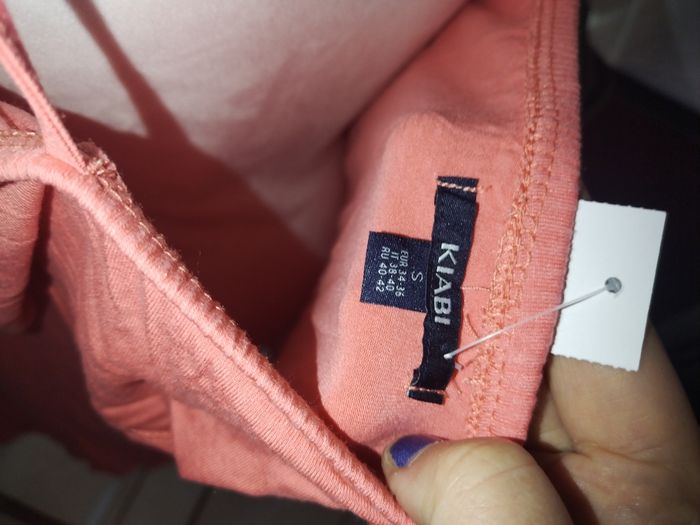 KIABI
S
EUR 34-36
IT 38-40
RU 40-42